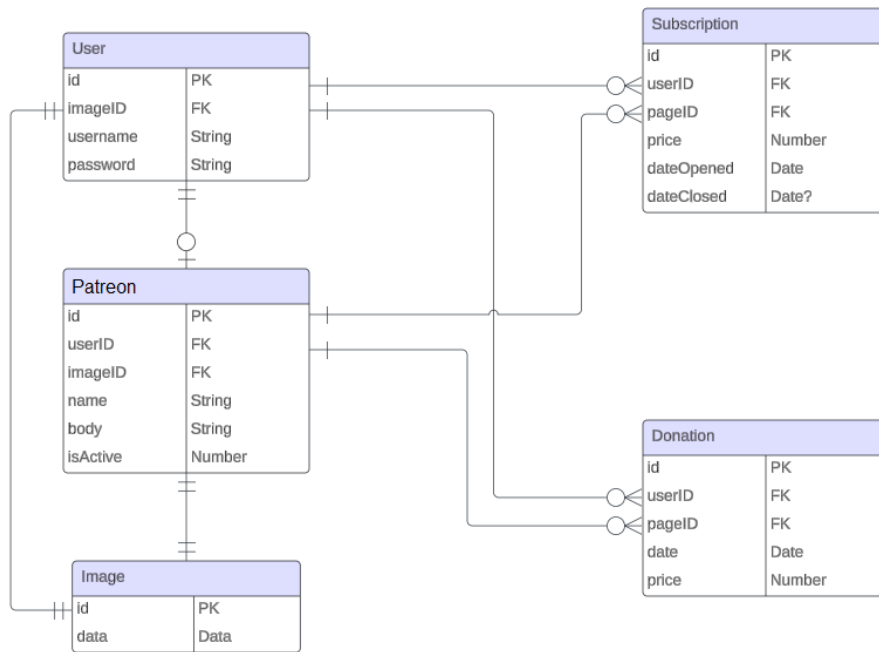 User
id PK
imageID FK
username String
password String
Patreon
id PK
userID FK
imageID FK
name String
body String
isActive Number
Image
id PK
data Data
Subscription
id PK
userID FK
pageID FK
price Number
dateOpened Date
dateClosed Date?
Donation
id PK
userID FK
pageID FK
date Date
price Number